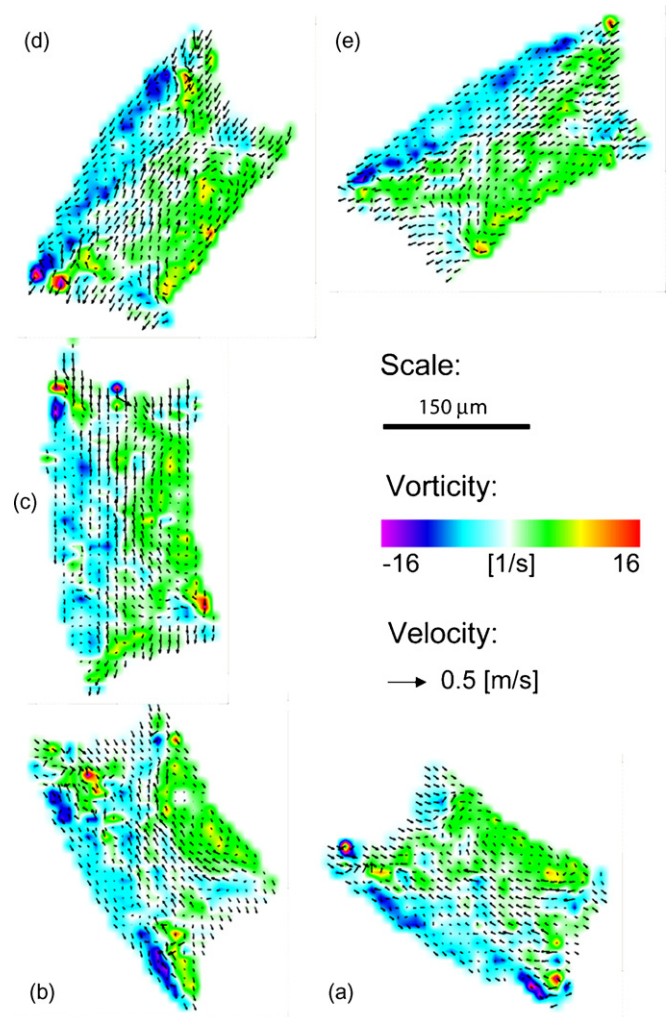 (d)
(e)
Scale:
150 μm
(c)
Vorticity:
-16 [1/s] 16
Velocity:
0.5 [m/s]
(b)
(a)